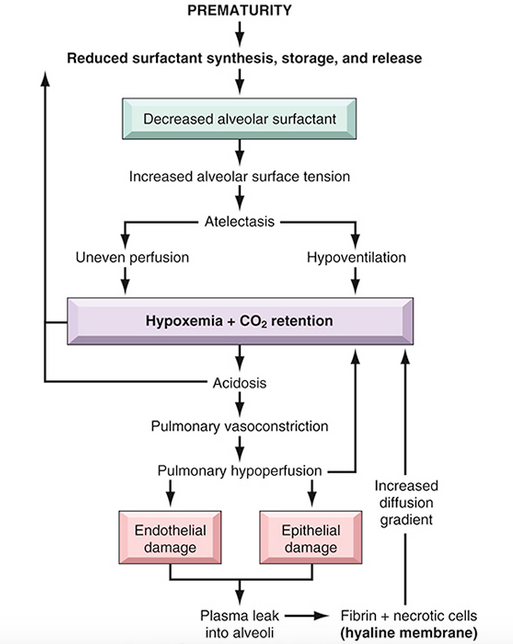 PREMATURITY
Reduced surfactant synthesis, storage, and release
Decreased alveolar surfactant
Increased alveolar surface tension
Atelectasis
Uneven perfusion
Hypoventilation
Hypoxemia + CO₂ retention
Acidosis
Pulmonary vasoconstriction
Pulmonary hypoperfusion
Increased
diffusion
gradient
Endothelial
damage
Epithelial
damage
Plasma leak
into alveoli
Fibrin + necrotic cells
(hyaline membrane)